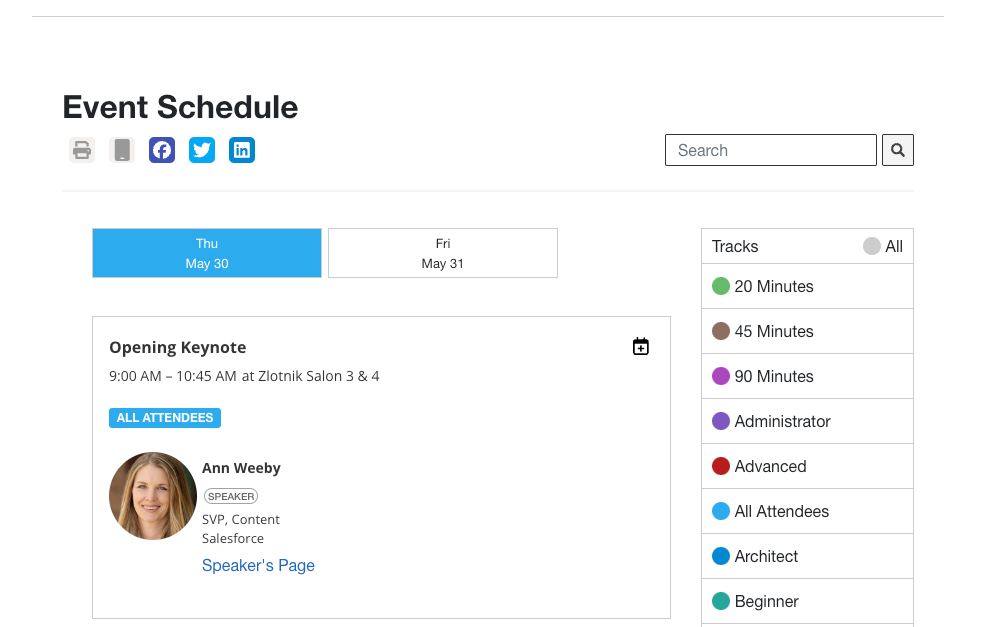 Event Schedule
Search
Thu
May 30
Fri
May 31
Opening Keynote
9:00 AM – 10:45 AM at Zlotnik Salon 3 & 4
ALL ATTENDEES
Ann Weeby
SPEAKER
SVP, Content
Salesforce
Speaker's Page
Tracks All
20 Minutes
45 Minutes
90 Minutes
Administrator
Advanced
All Attendees
Architect
Beginner